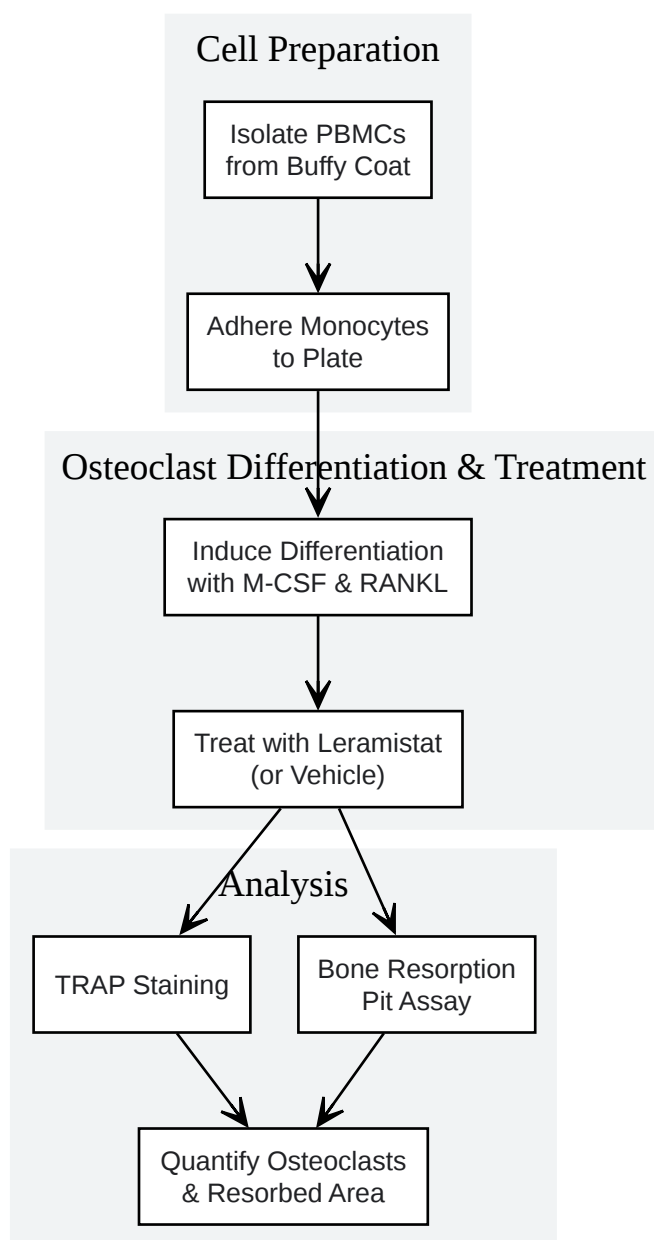 Cell Preparation
Isolate PBMCs
from Buffy Coat
Adhere Monocytes
to Plate
Osteoclast Differentiation & Treatment
Induce Differentiation
with M-CSF & RANKL
Treat with Leramistat
(or Vehicle)
Analysis
TRAP Staining
Bone Resorption
Pit Assay
Quantify Osteoclasts
& Resorbed Area